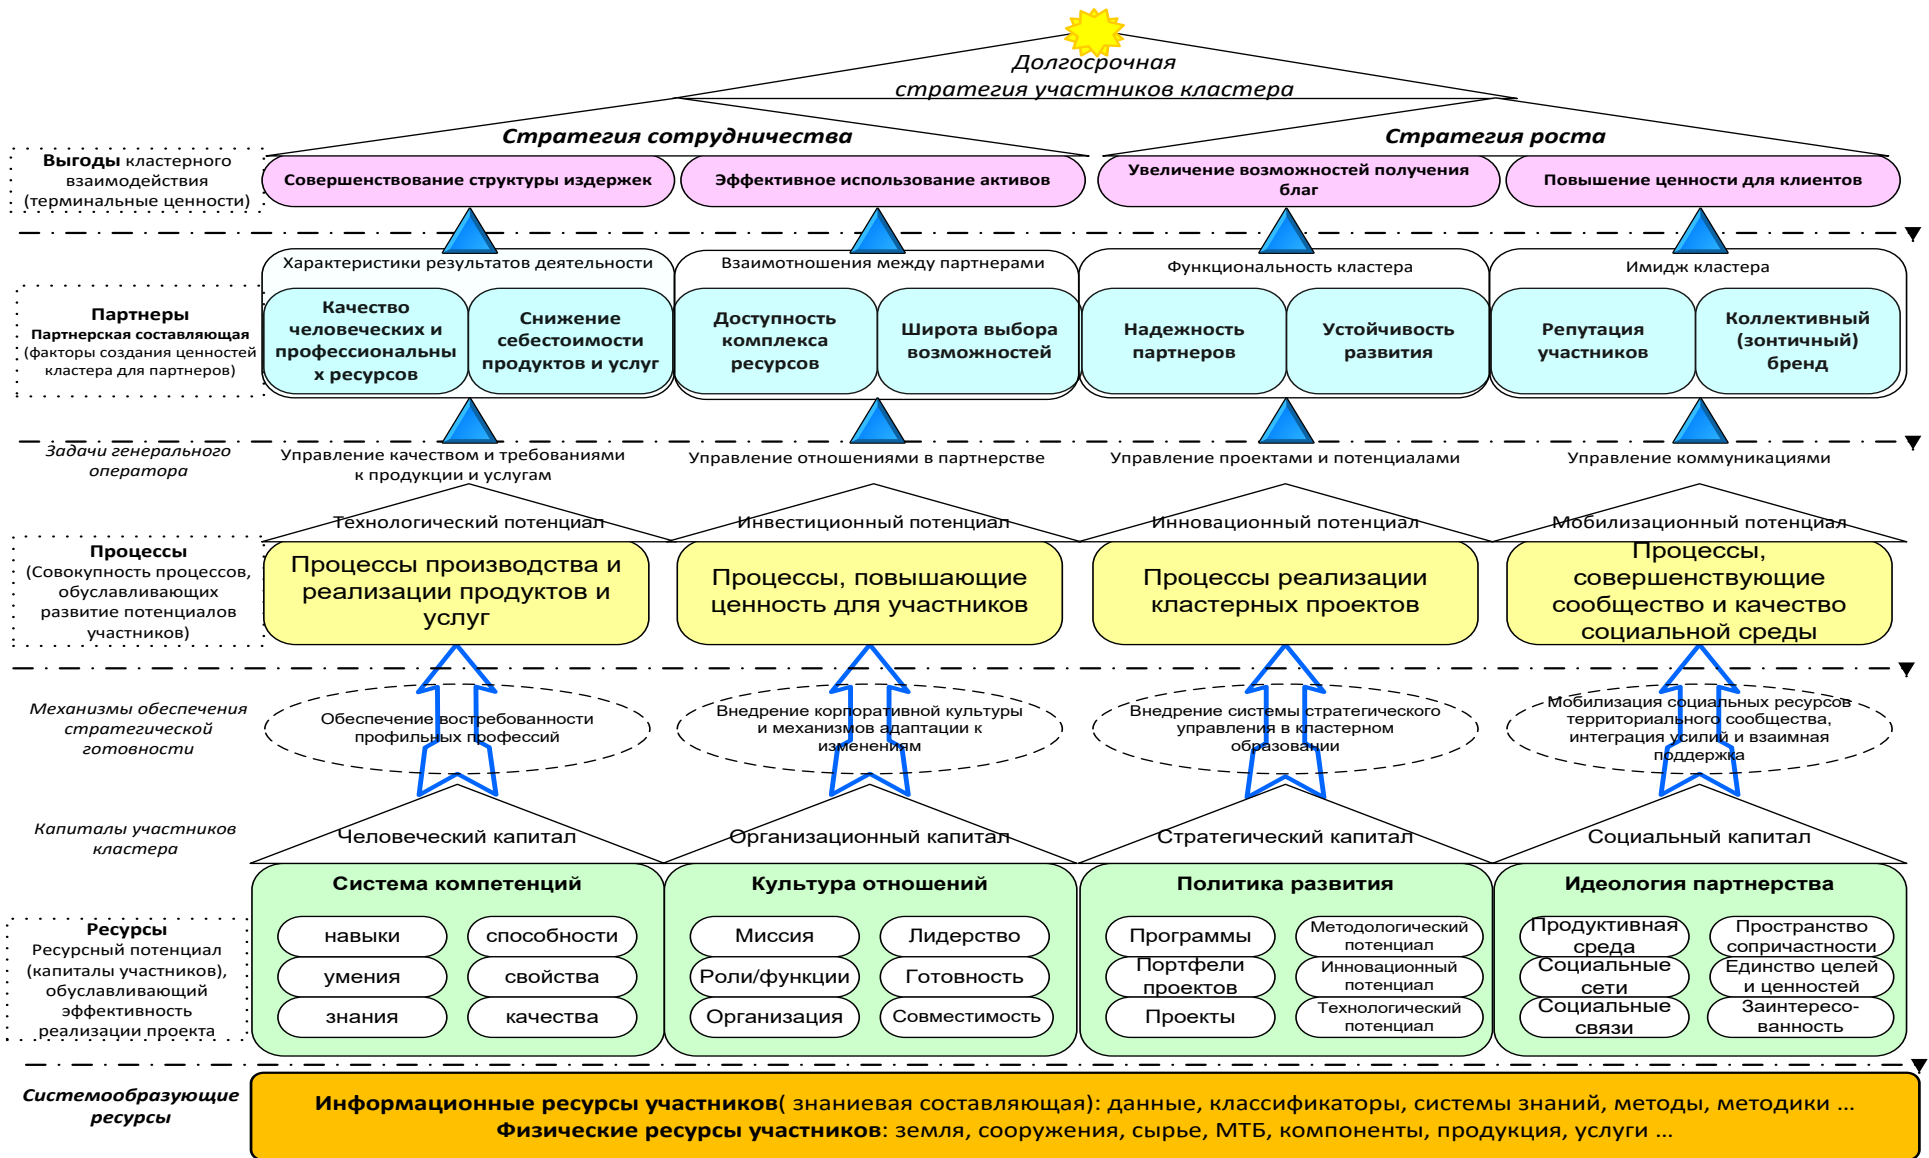 Долгосрочная
стратегия участников кластера
Стратегия сотрудничества
Стратегия роста
Выгоды кластерного
взаимодействия
(терминальные ценности)
Совершенствование структуры издержек
Эффективное использование активов
Увеличение возможностей получения
благ
Повышение ценности для клиентов
Партнеры
Партнерская составляющая
(факторы создания ценностей
кластера для партнеров)
Характеристики результатов деятельности
Качество
человеческих и
профессиональны
х ресурсов
Снижение
себестоимости
продуктов и услуг
Взаимотношения между партнерами
Доступность
комплекса
ресурсов
Широта выбора
возможностей
Функциональность кластера
Надежность
партнеров
Устойчивость
развития
Имидж кластера
Репутация
участников
Коллективный
(зонтичный)
бренд
Задачи генерального
оператора
Управление качеством и требованиями
к продукции и услугам
Управление отношениями в партнерстве
Управление проектами и потенциалами
Управление коммуникациями
Технологический потенциал
Инвестиционный потенциал
Инновационный потенциал
Мобилизационный потенциал
Процессы
(Совокупность процессов,
обуславливающих
развитие потенциалов
участников)
Процессы производства и
реализации продуктов и
услуг
Процессы, повышающие
ценность для участников
Процессы реализации
кластерных проектов
Процессы,
совершенствующие
сообщество и качество
социальной среды
Механизмы обеспечения
стратегической
готовности
Обеспечение востребованности
профильных профессий
Внедрение корпоративной культуры
и механизмов адаптации к
изменениям
Внедрение системы стратегического
управления в кластерном
образовании
Мобилизация социальных ресурсов
территориального сообщества,
интеграция усилий и взаимная
поддержка
Капиталы участников
кластера
Человеческий капитал
Организационный капитал
Стратегический капитал
Социальный капитал
Ресурсы
Ресурсный потенциал
(капиталы участников),
обуславливающий
эффективность
реализации проекта
Система компетенций
навыки
способности
умения
свойства
знания
качества
Культура отношений
Миссия
Лидерство
Роли/функции
Готовность
Организация
Совместимость
Политика развития
Программы
Методологический
потенциал
Портфели
проектов
Инновационный
потенциал
Проекты
Технологический
потенциал
Идеология партнерства
Продуктивная
среда
Пространство
сопричастности
Социальные
сети
Единство целей
и ценностей
Социальные
связи
Заинтересо-
ванность
Системообразующие
ресурсы
Информационные ресурсы участников( знаниевая составляющая): данные, классификаторы, системы знаний, методы, методики ...
Физические ресурсы участников: земля, сооружения, сырье, МТБ, компоненты, продукция, услуги ...